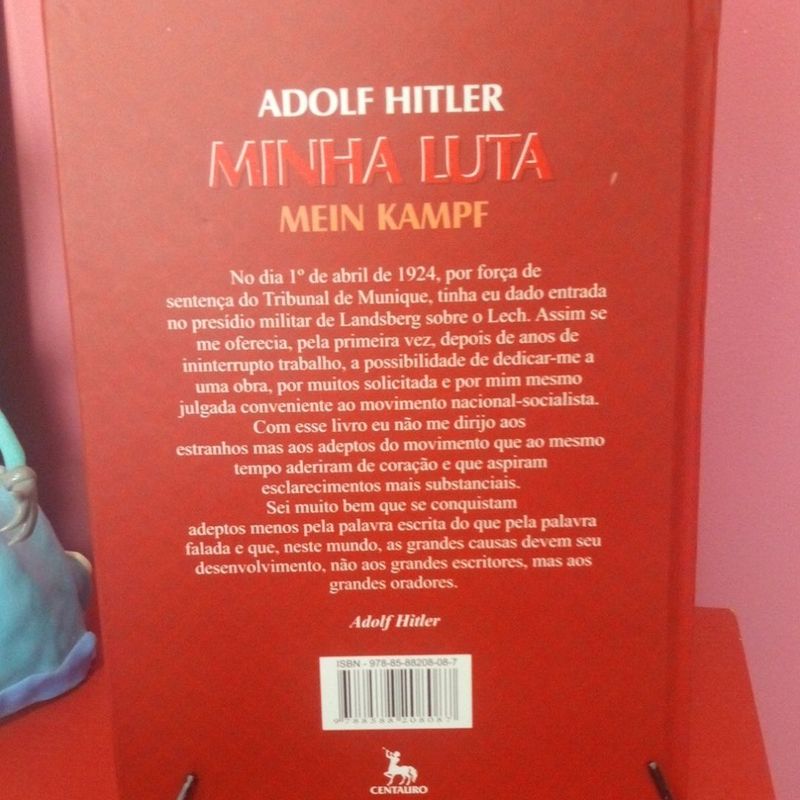 ADOLF HITLER
MINHA LUTA
MEIN KAMPF
No dia 1º de abril de 1924, por força de
sentença do Tribunal de Munique, tinha eu dado entrada
no presídio militar de Landsberg sobre o Lech. Assim se
me oferecia, pela primeira vez, depois de anos de
ininterrupto trabalho, a possibilidade de dedicar-me a
uma obra, por muitos solicitada e por mim mesmo
julgada conveniente ao movimento nacional-socialista.
Com esse livro eu não me dirijo aos
estranhos mas aos adeptos do movimento que ao mesmo
tempo aderiram de coração e que aspiram
esclarecimentos mais substanciais.
Sei muito bem que se conquistam
adeptos menos pela palavra escrita do que pela palavra
falada e que, neste mundo, as grandes causas devem seu
desenvolvimento, não aos grandes escritores, mas aos
grandes oradores.
Adolf Hitler
ISBN - 978-85-88208-08-7
9788588208087
CENTAURO